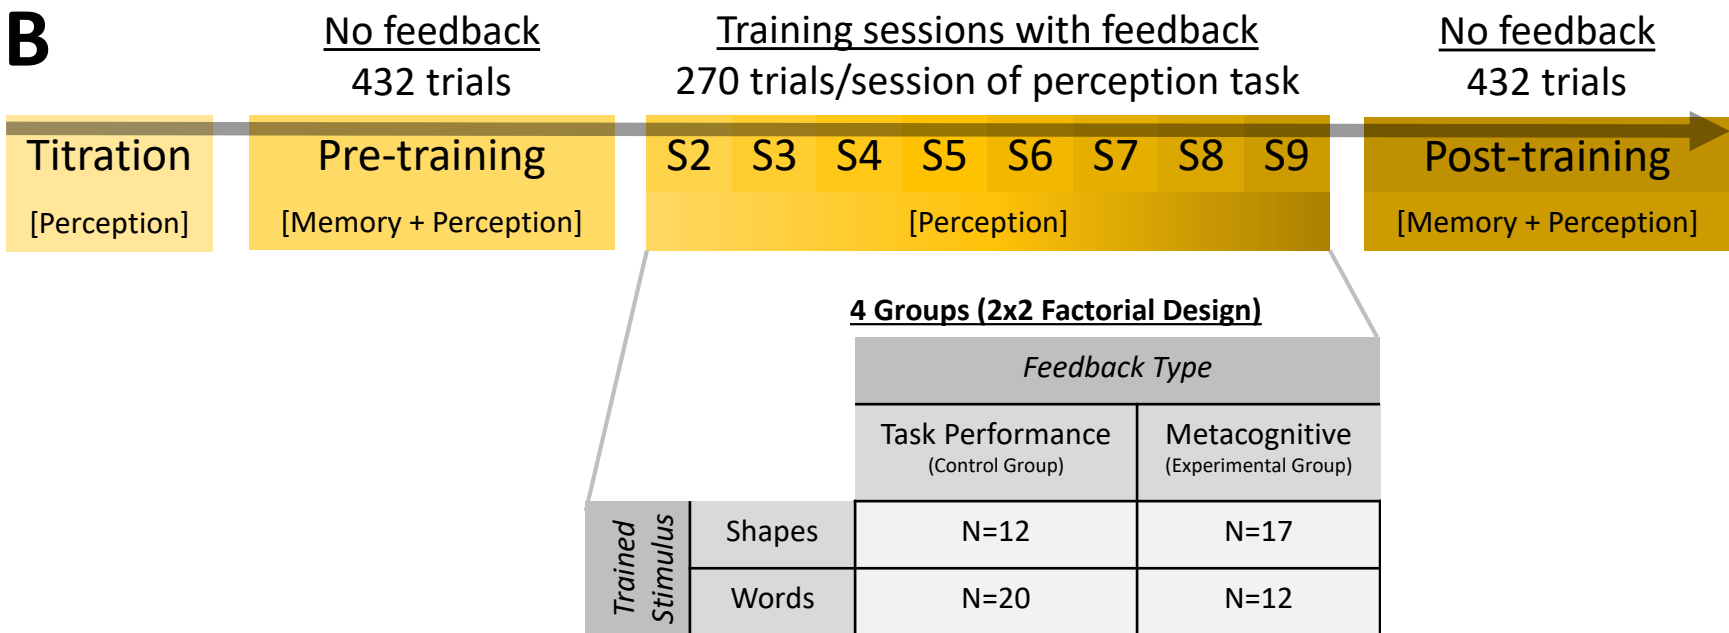 B
No feedback
432 trials
Training sessions with feedback
270 trials/session of perception task
No feedback
432 trials
Titration
[Perception]
Pre-training
[Memory + Perception]
S2 S3 S4 S5 S6 S7 S8 S9
[Perception]
Post-training
[Memory + Perception]
4 Groups (2x2 Factorial Design)
Feedback Type
Task Performance
(Control Group)
Metacognitive
(Experimental Group)
Trained
Stimulus
Shapes
N=12
N=17
Words
N=20
N=12